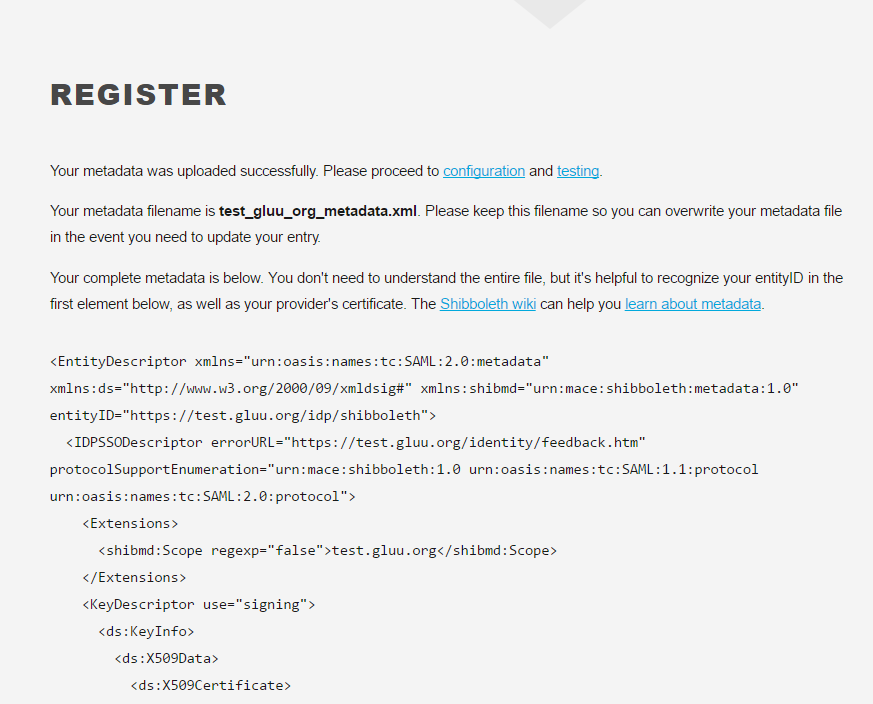 REGISTER
Your metadata was uploaded successfully. Please proceed to configuration and testing.
Your metadata filename is test_gluu_org_metadata.xml. Please keep this filename so you can overwrite your metadata file
in the event you need to update your entry.
Your complete metadata is below. You don't need to understand the entire file, but it's helpful to recognize your entityID in the
first element below, as well as your provider's certificate. The Shibboleth wiki can help you learn about metadata.
<EntityDescriptor xmlns="urn:oasis:names:tc:SAML:2.0:metadata"
xmlns:ds="http://www.w3.org/2000/09/xmldsig#" xmlns:shibmd="urn:mace:shibboleth:metadata:1.0"
entityID="https://test.gluu.org/idp/shibboleth">
<IDPSSODescriptor errorURL="https://test.gluu.org/identity/feedback.htm"
protocolSupportEnumeration="urn:mace:shibboleth:1.0 urn:oasis:names:tc:SAML:1.1:protocol
urn:oasis:names:tc:SAML:2.0:protocol">
<Extensions>
<shibmd:Scope regexp="false">test.gluu.org</shibmd:Scope>
</Extensions>
<KeyDescriptor use="signing">
<ds:KeyInfo>
<ds:X509Data>
<ds:X509Certificate>